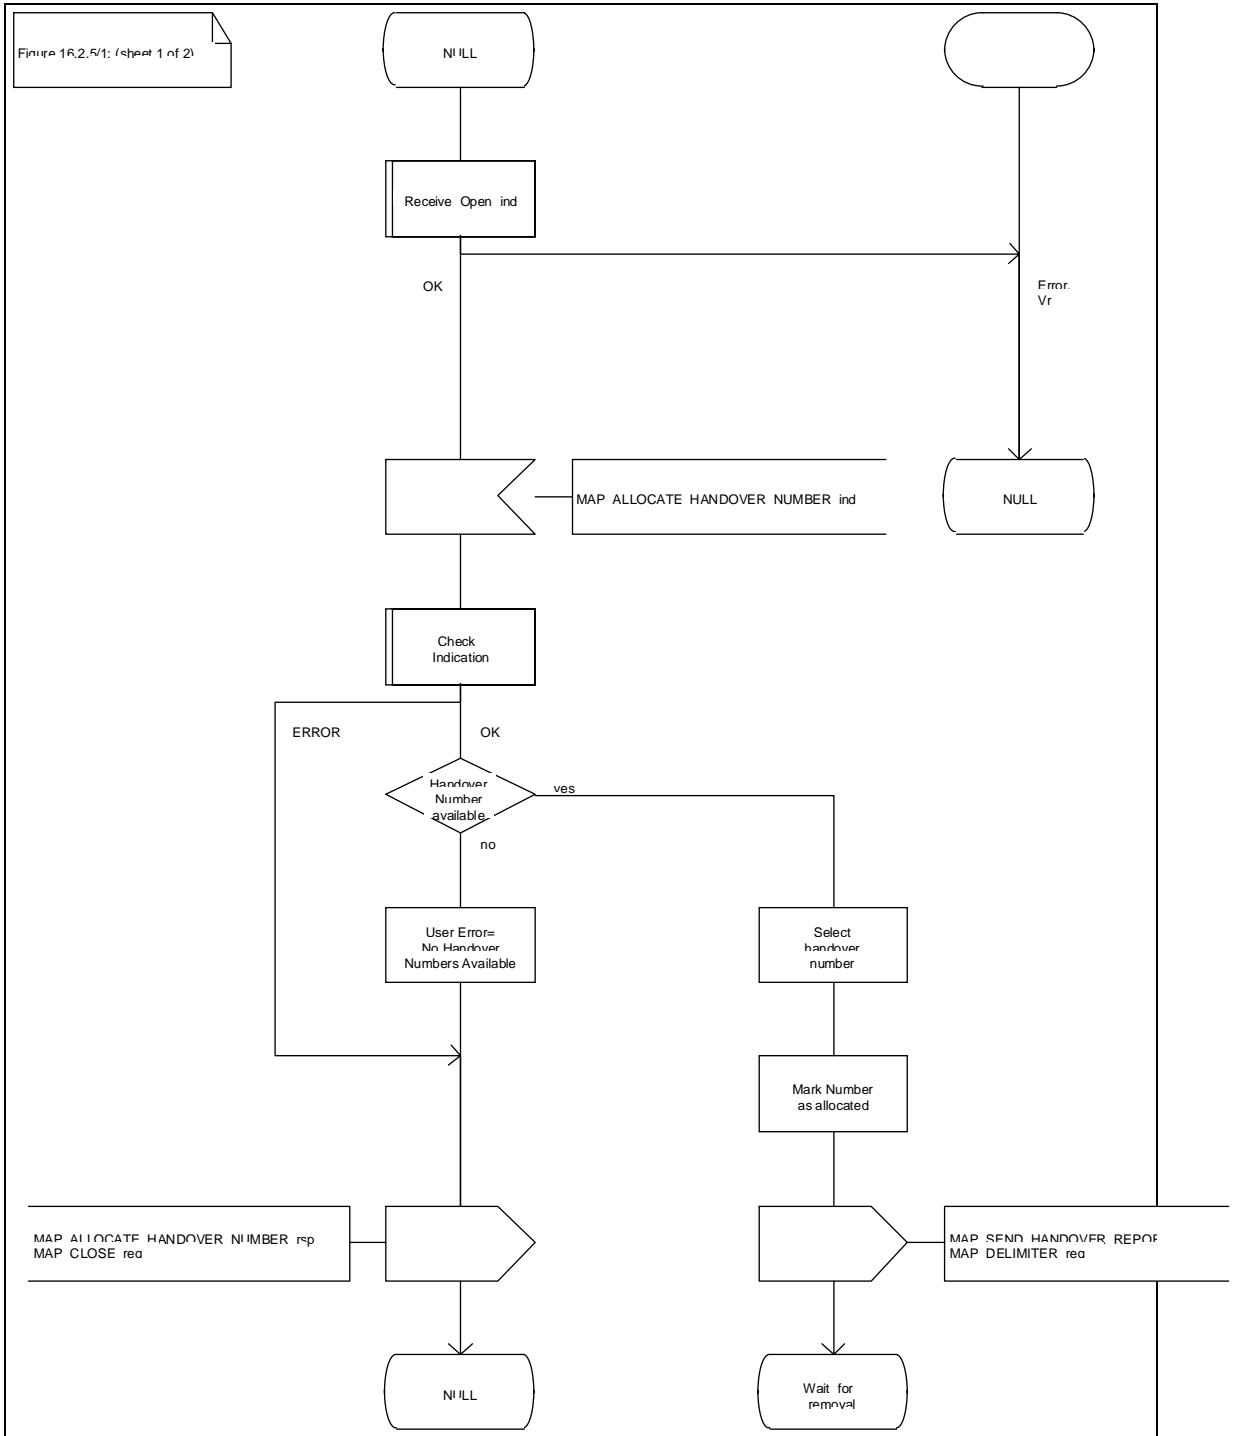 Figure 16.2.5/1: (sheet 1 of 2)
NULL
Receive Open ind
OK
Error,
Vr
MAP ALLOCATE HANDOVER NUMBER ind
NULL
Check
Indication
ERROR
OK
Handover
Number
available
yes
no
User Error=
No Handover
Numbers Available
Select
handover
number
Mark Number
as allocated
MAP ALLOCATE HANDOVER NUMBER rsp
MAP CLOSE req
MAP SEND HANDOVER
MAP DELIMITER req
NULL
Wait for
removal